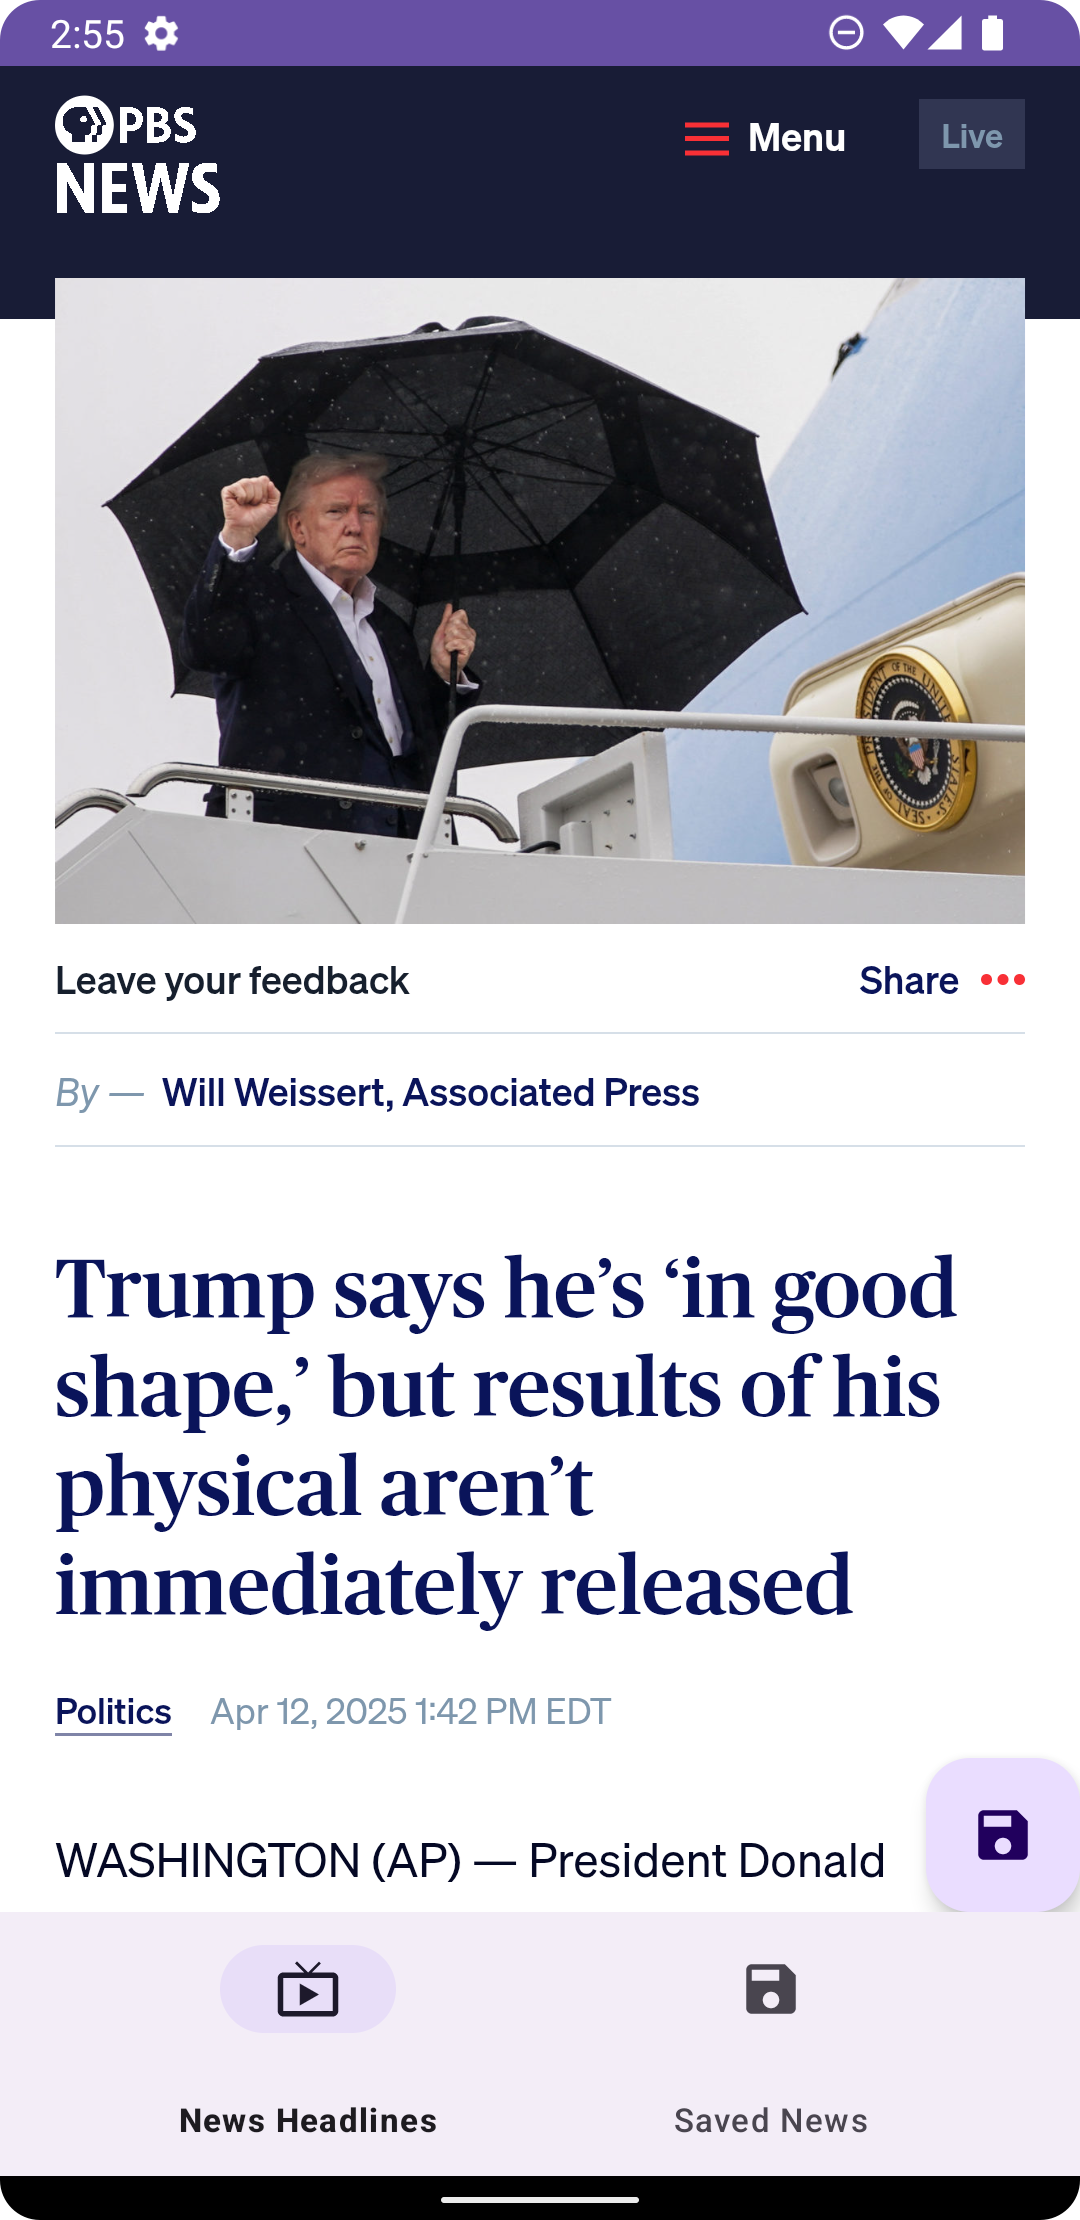 2:55
PBS
NEWS
Menu
Live
Leave your feedback
Share
By — Will Weissert, Associated Press
Trump says he’s ‘in good
shape,’ but results of his
physical aren’t
immediately released
Politics Apr 12, 2025 1:42 PM EDT
WASHINGTON (AP) — President Donald
News Headlines
Saved News